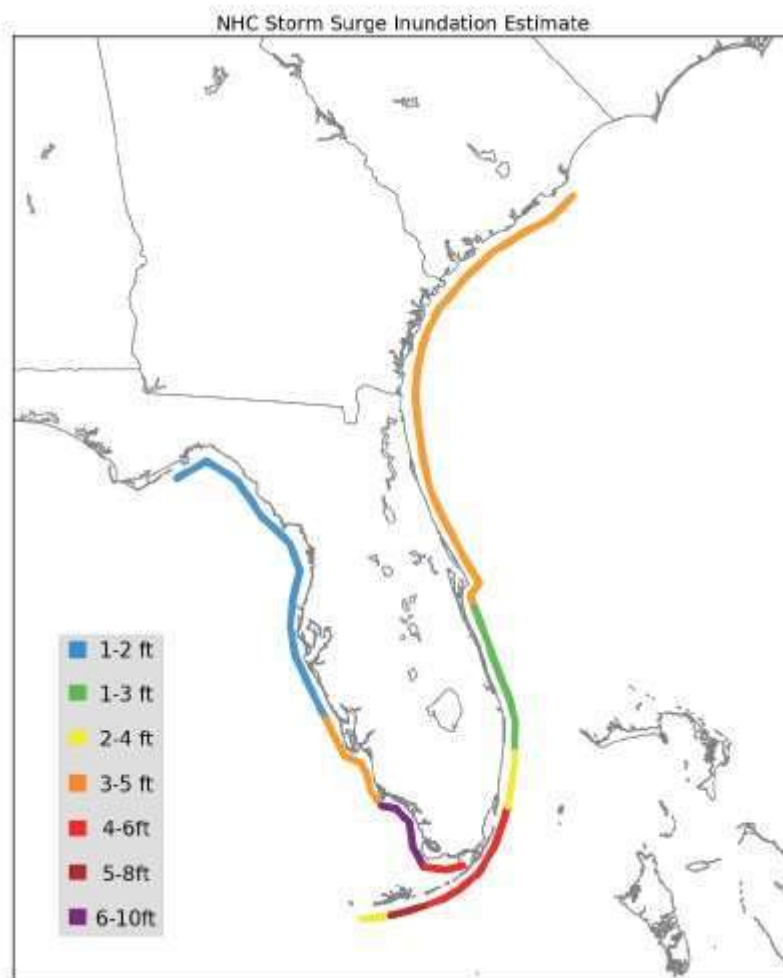 NHC Storm Surge Inundation Estimate
1-2 ft
1-3 ft
2-4 ft
3-5 ft
4-6ft
5-8ft
6-10ft